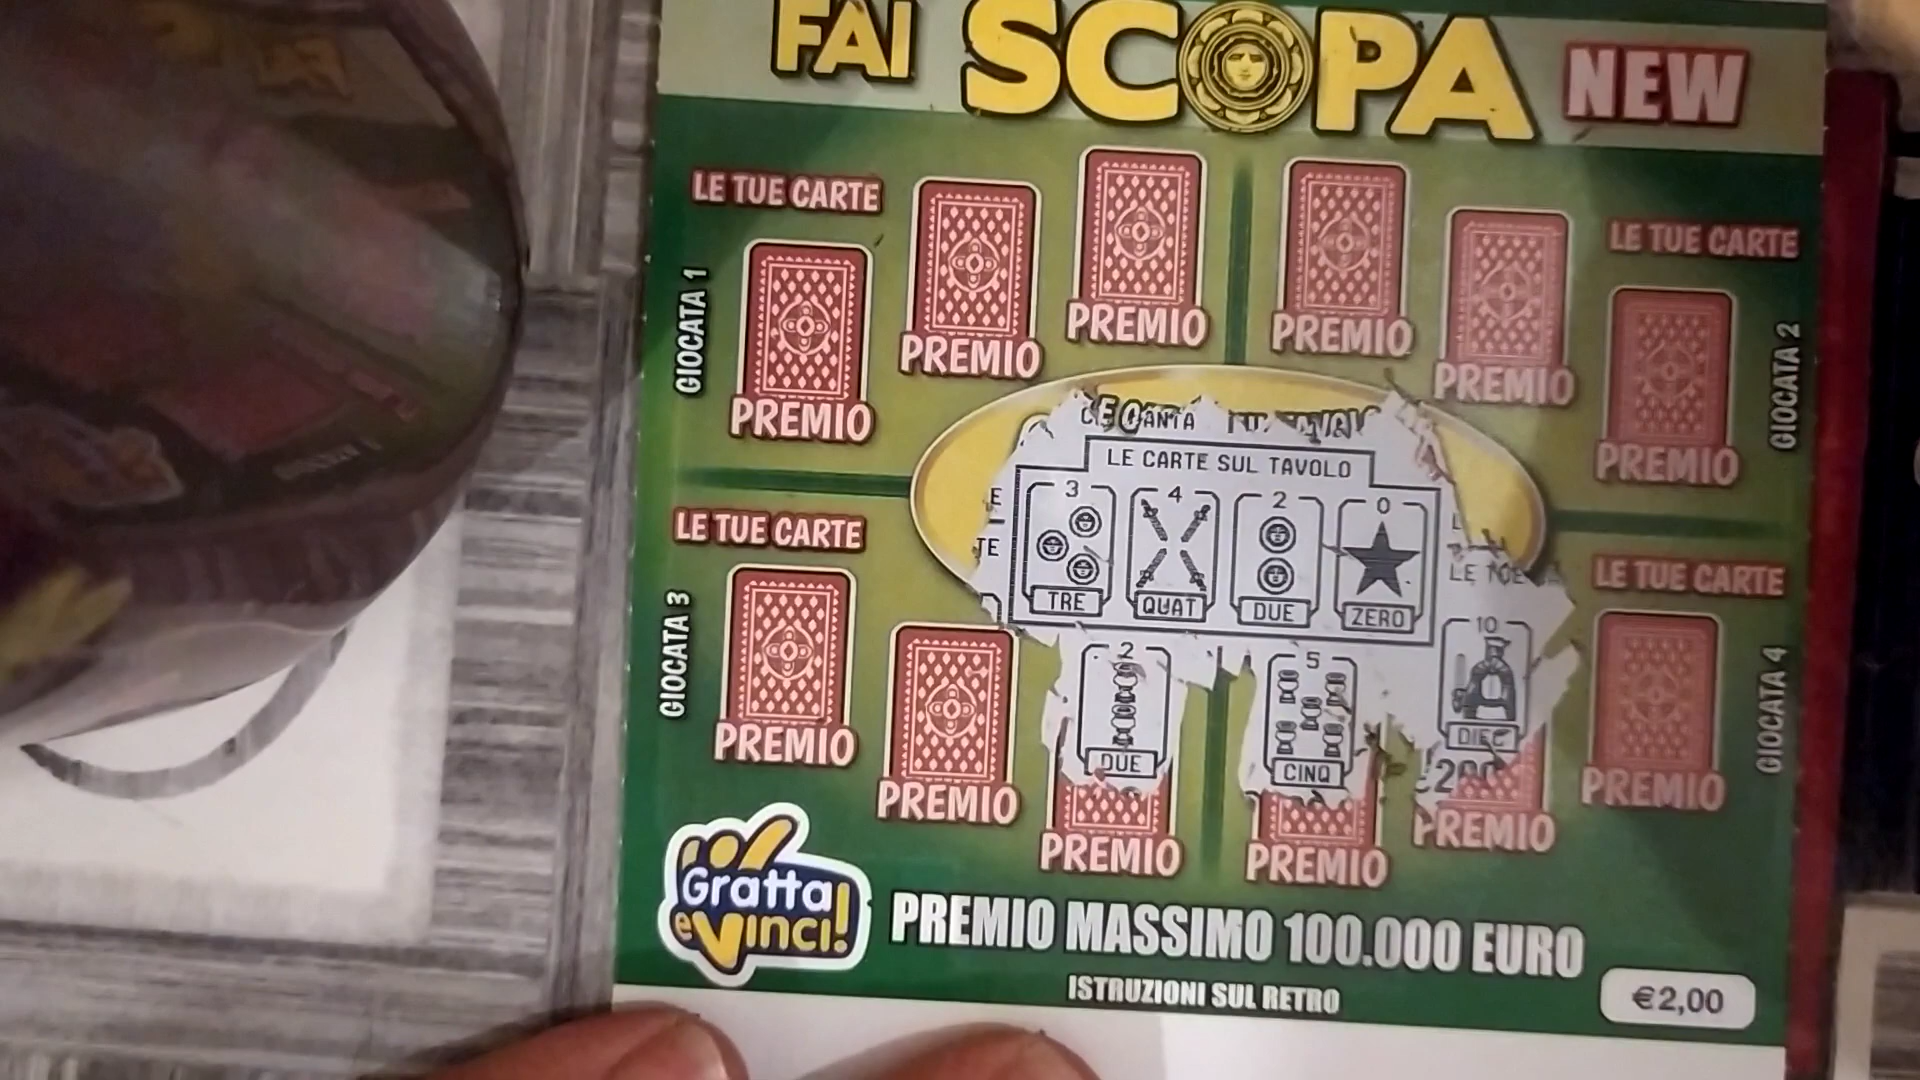 FAI SCOPA NEW
LE TUE CARTE
LE TUE CARTE
GIOCATA 1
GIOCATA 2
PREMIO
PREMIO
PREMIO
PREMIO
PREMIO
PREMIO
LE CARTE SUL TAVOLO
3
4
2
0
TRE
QUAT
DUE
ZERO
LE TUE CARTE
LE TUE CARTE
GIOCATA 3
GIOCATA 4
2
5
10
DUE
CINQ
DIEC
PREMIO
PREMIO
PREMIO
PREMIO
PREMIO
PREMIO
Gratta e Vinci!
PREMIO MASSIMO 100.000 EURO
ISTRUZIONI SUL RETRO
€2,00